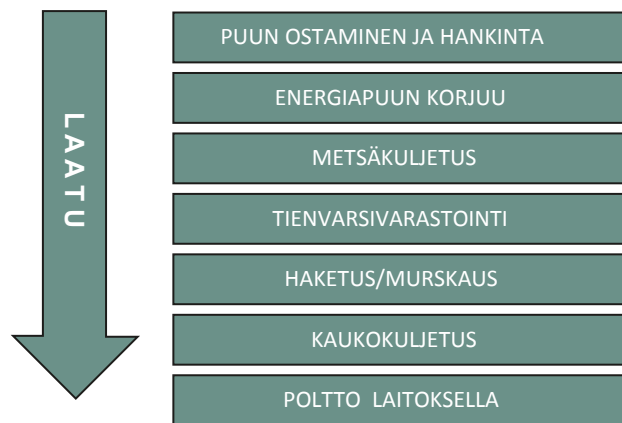 LAATU
PUUN OSTAMINEN JA HANKINTA
ENERGIAPUUN KORJUU
METSÄKULJETUS
TIENVARSIVARASTOINTI
HAKETUS/MURSKAUS
KAUKOKULJETUS
POLTTO LAITOKSELLA